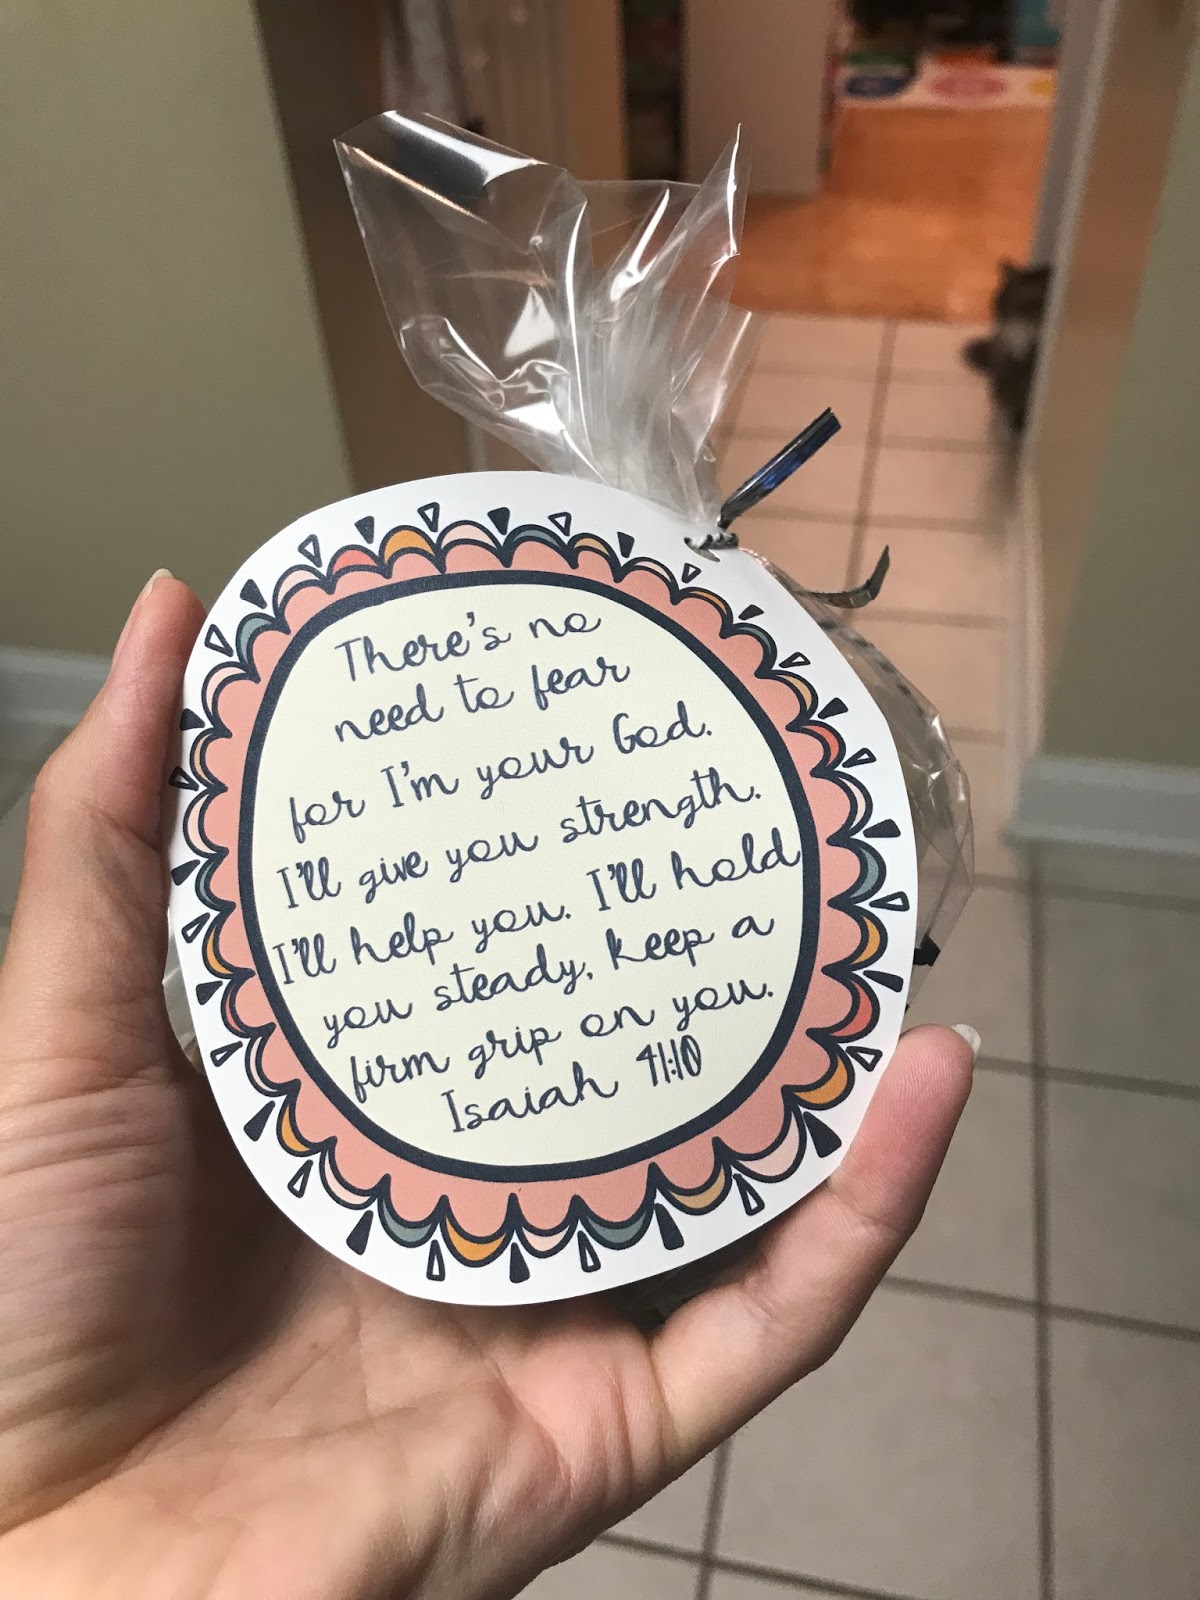 There's no
need to fear
for I'm your God.
I'll give you strength.
I'll help you. I'll hold
you steady, keep a
firm grip on you.
Isaiah 41:10